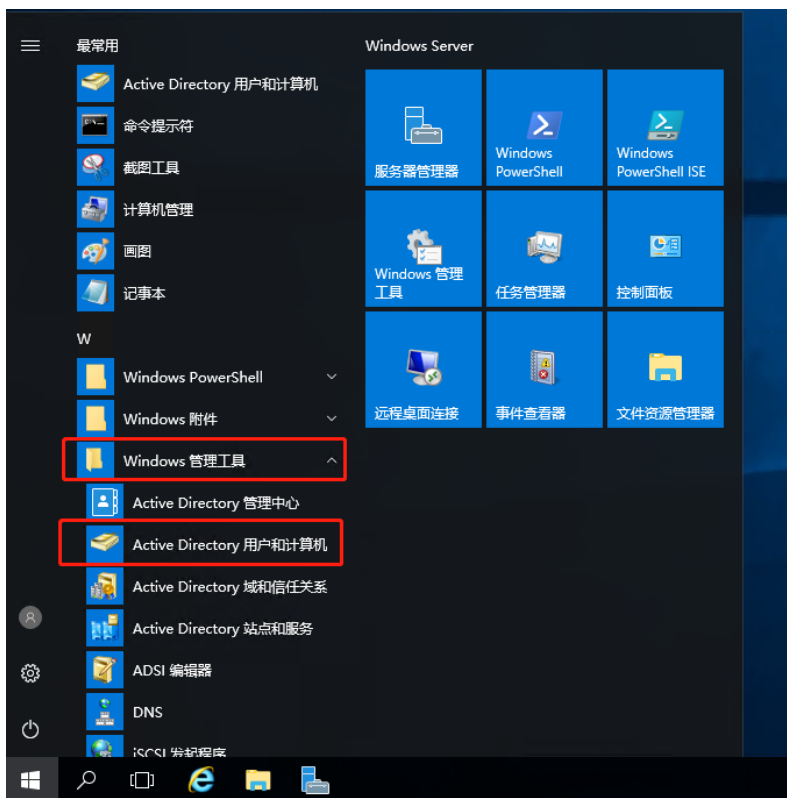 最常用
Active Directory 用户和计算机
命令提示符
截图工具
计算机管理
画图
记事本
W
Windows PowerShell
Windows 附件
Windows 管理工具
Active Directory 管理中心
Active Directory 用户和计算机
Active Directory 域和信任关系
Active Directory 站点和服务
ADSI 编辑器
DNS
iSCSI 发起程序
Windows Server
服务器管理器
Windows
PowerShell
Windows
PowerShell ISE
Windows 管理
工具
任务管理器
控制面板
远程桌面连接
事件查看器
文件资源管理器